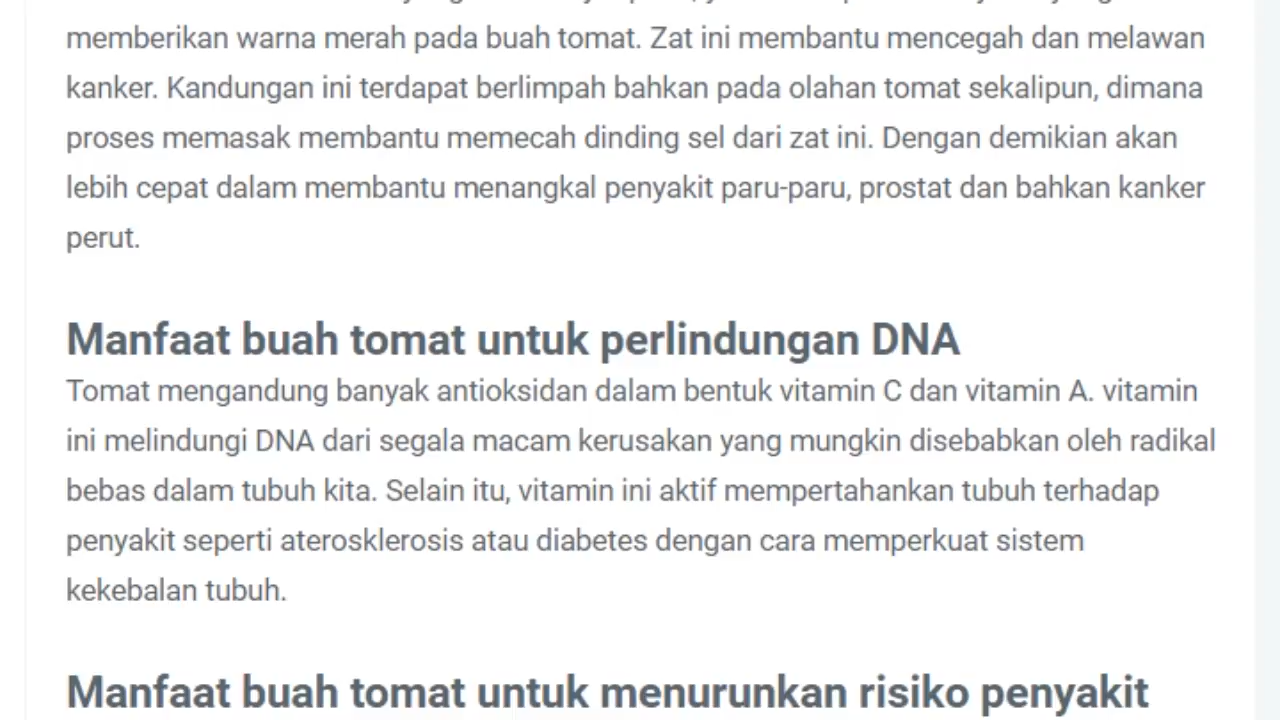 memberikan warna merah pada buah tomat. Zat ini membantu mencegah dan melawan
kanker. Kandungan ini terdapat berlimpah bahkan pada olahan tomat sekalipun, dimana
proses memasak membantu memecah dinding sel dari zat ini. Dengan demikian akan
lebih cepat dalam membantu menangkal penyakit paru-paru, prostat dan bahkan kanker
perut.
Manfaat buah tomat untuk perlindungan DNA
Tomat mengandung banyak antioksidan dalam bentuk vitamin C dan vitamin A. vitamin
ini melindungi DNA dari segala macam kerusakan yang mungkin disebabkan oleh radikal
bebas dalam tubuh kita. Selain itu, vitamin ini aktif mempertahankan tubuh terhadap
penyakit seperti aterosklerosis atau diabetes dengan cara memperkuat sistem
kekebalan tubuh.
Manfaat buah tomat untuk menurunkan risiko penyakit